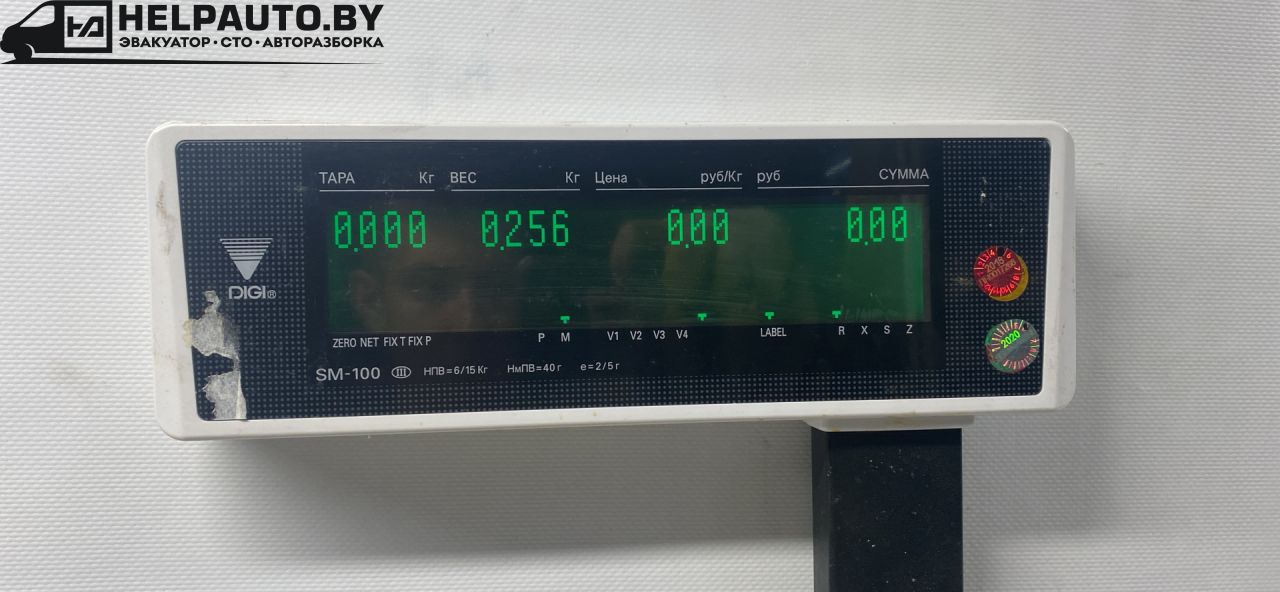 HELPAUTO.BY
ЭВАКУАТОР · СТО · АВТОРАЗБОРКА
ТАРА Кг ВЕС Кг Цена руб/Кг руб СУММА
0.000 0.256 0.00 0.00
DIGI®
ZERO NET FIX T FIX P P M V1 V2 V3 V4 LABEL R X S Z
SM-100 III НПВ=6/15 Кг НмПВ=40 г e=2/5 г
2018
2020